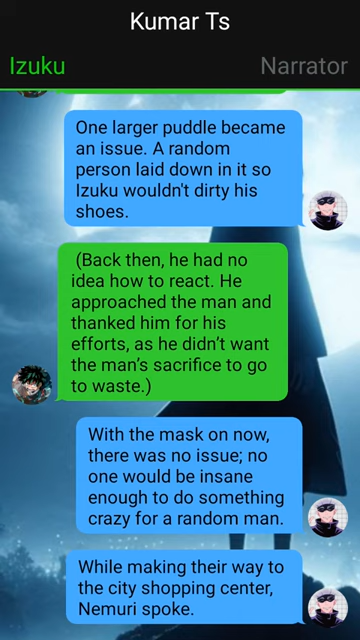 Kumar Ts
Izuku Narrator
One larger puddle became
an issue. A random
person laid down in it so
Izuku wouldn't dirty his
shoes.
(Back then, he had no
idea how to react. He
approached the man and
thanked him for his
efforts, as he didn't want
the man's sacrifice to go
to waste.)
With the mask on now,
there was no issue; no
one would be insane
enough to do something
crazy for a random man.
While making their way to
the city shopping center,
Nemuri spoke.